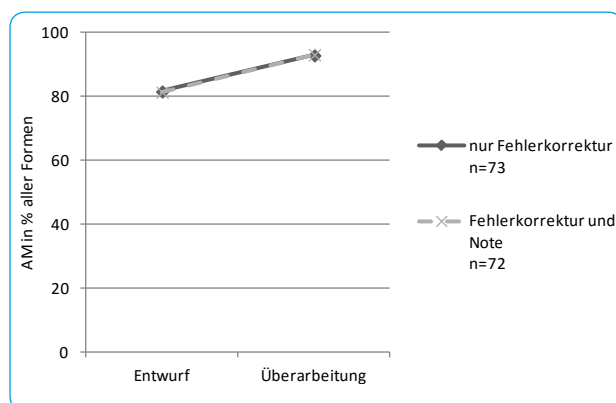 100
80
60
40
20
0
AM in % aller Formen
Entwurf
Überarbeitung
nur Fehlerkorrektur
n=73
Fehlerkorrektur und
Note
n=72